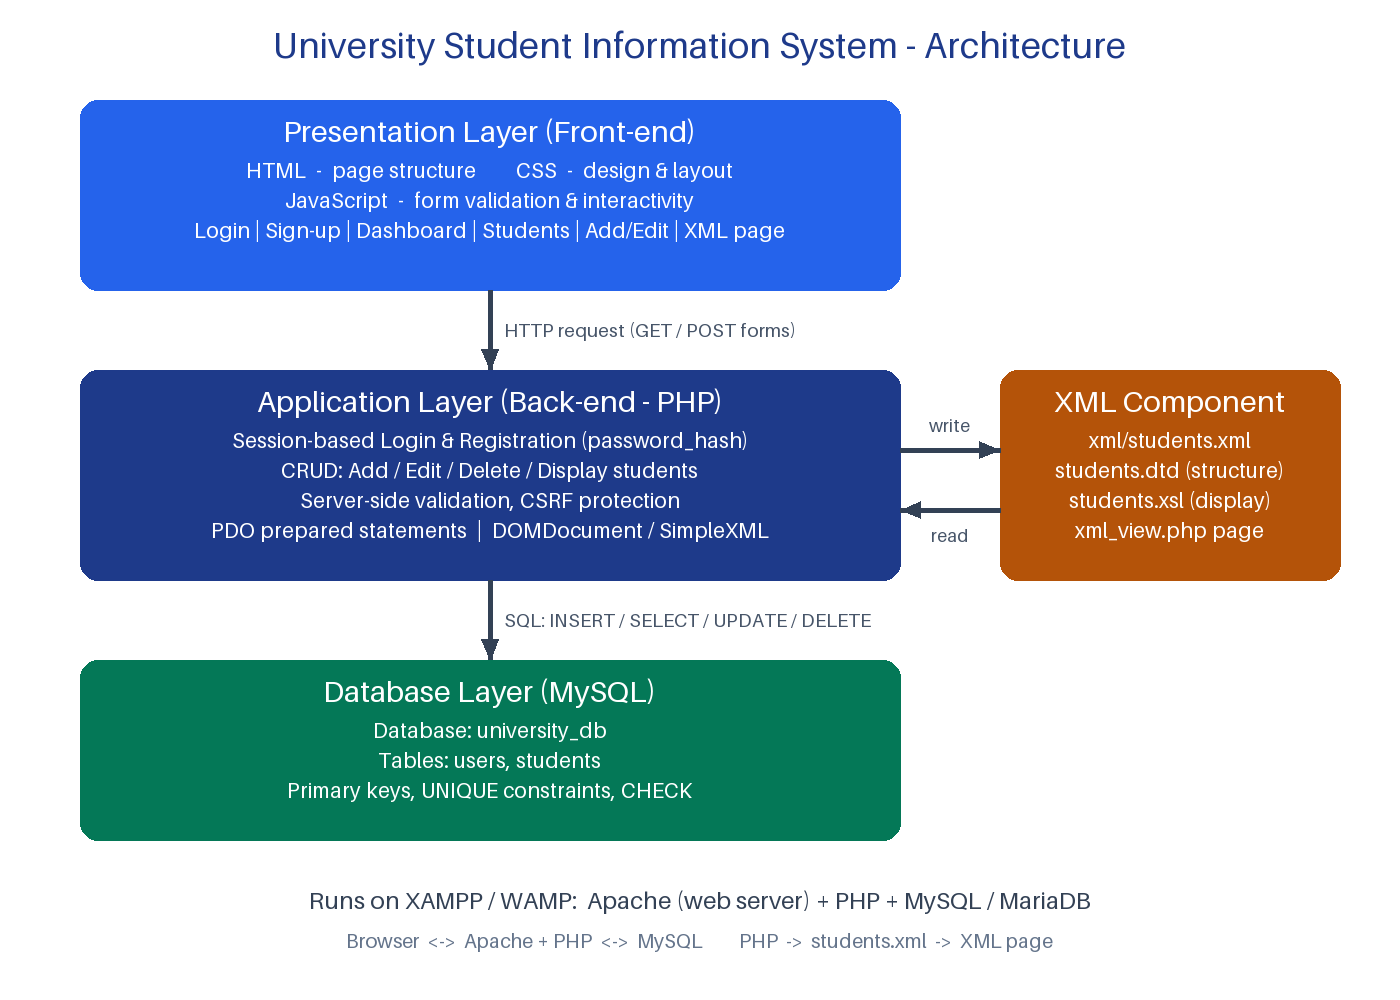 University Student Information System - Architecture
Presentation Layer (Front-end)
HTML - page structure CSS - design & layout
JavaScript - form validation & interactivity
Login | Sign-up | Dashboard | Students | Add/Edit | XML page
HTTP request (GET / POST forms)
Application Layer (Back-end - PHP)
Session-based Login & Registration (password_hash)
CRUD: Add / Edit / Delete / Display students
Server-side validation, CSRF protection
PDO prepared statements | DOMDocument / SimpleXML
write
read
XML Component
xml/students.xml
students.dtd (structure)
students.xsl (display)
xml_view.php page
SQL: INSERT / SELECT / UPDATE / DELETE
Database Layer (MySQL)
Database: university_db
Tables: users, students
Primary keys, UNIQUE constraints, CHECK
Runs on XAMPP / WAMP: Apache (web server) + PHP + MySQL / MariaDB
Browser <-> Apache + PHP <-> MySQL PHP -> students.xml -> XML page